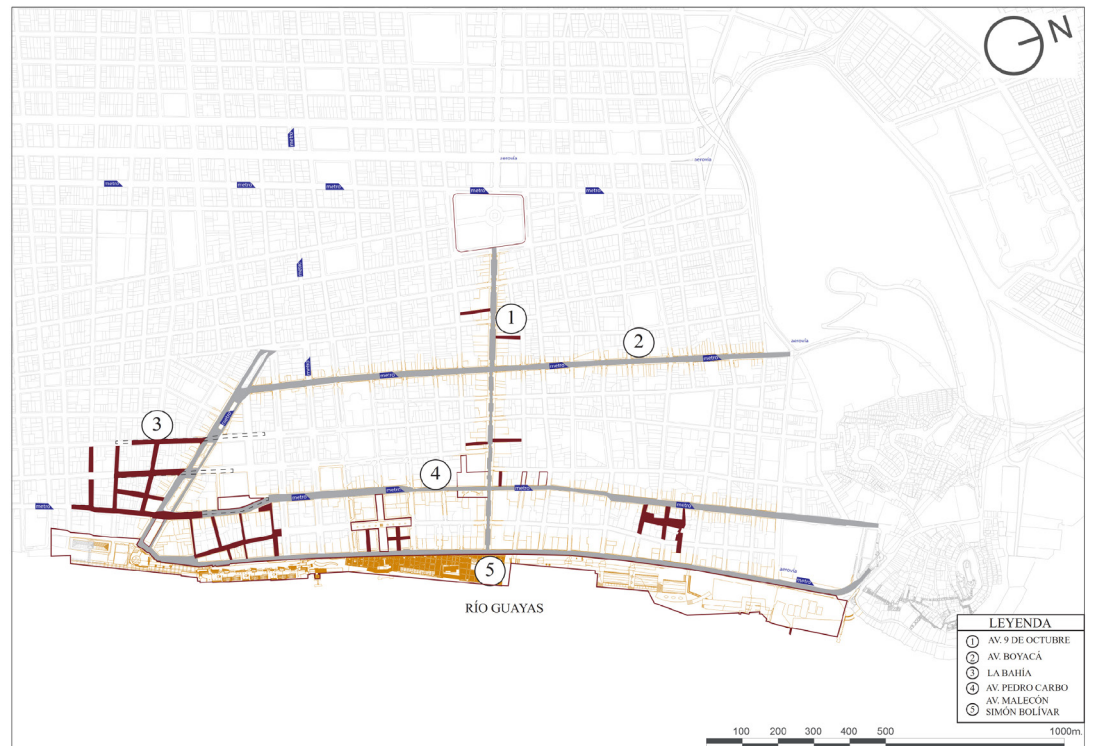 N
metro
aerovía
aerovía
metro
metro
metro
metro
metro
metro
1
2
aerovía
metro
metro
metro
metro
3
metro
4
metro
metro
metro
metro
metro
5
aerovía
metro
RÍO GUAYAS
LEYENDA
1 AV. 9 DE OCTUBRE
2 AV. BOYACÁ
3 LA BAHÍA
4 AV. PEDRO CARBO
5 AV. MALECÓN
SIMÓN BOLÍVAR
100 200 300 400 500 1000m.